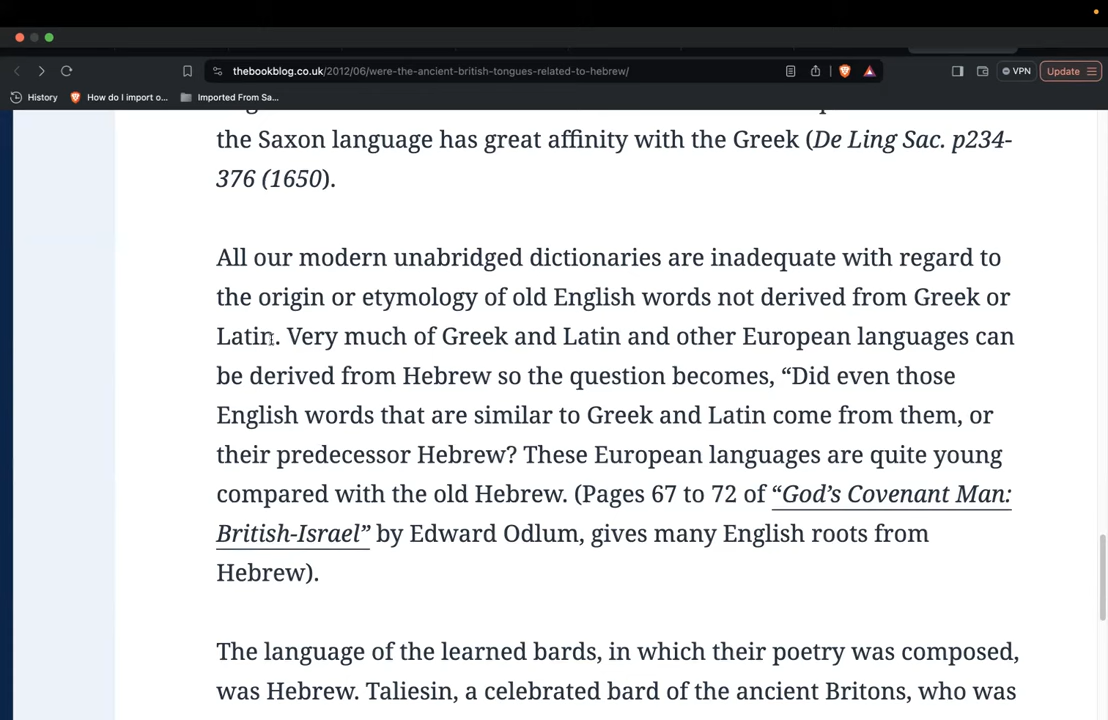 thebookblog.co.uk/2012/06/were-the-ancient-british-tongues-related-to-hebrew/
VPN
Update
History
How do I import o...
Imported From Sa...
the Saxon language has great affinity with the Greek (De Ling Sac. p234-
376 (1650).
All our modern unabridged dictionaries are inadequate with regard to
the origin or etymology of old English words not derived from Greek or
Latin. Very much of Greek and Latin and other European languages can
be derived from Hebrew so the question becomes, “Did even those
English words that are similar to Greek and Latin come from them, or
their predecessor Hebrew? These European languages are quite young
compared with the old Hebrew. (Pages 67 to 72 of “God’s Covenant Man:
British-Israel” by Edward Odlum, gives many English roots from
Hebrew).
The language of the learned bards, in which their poetry was composed,
was Hebrew. Taliesin, a celebrated bard of the ancient Britons, who was